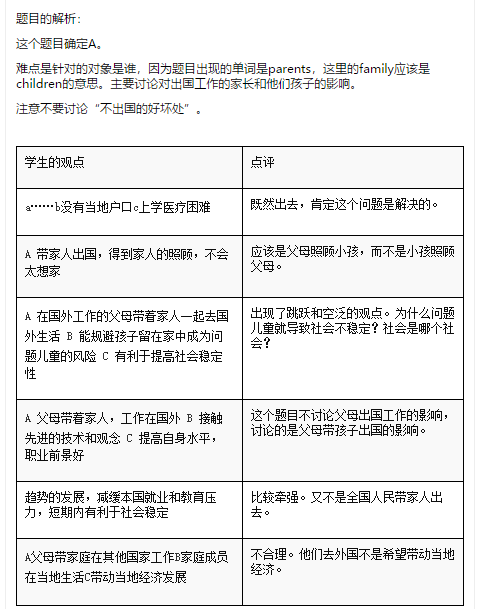 题目的解析：
这个题目确定A。
难点是针对的对象是谁，因为题目出现的单词是parents，这里的family应该是
children的意思。主要讨论对出国工作的家长和他们孩子的影响。
注意不要讨论“不出国的好坏处”。
学生的观点
点评
a……b没有当地户口c上学医疗困难
既然出去，肯定这个问题是解决的。
A 带家人出国，得到家人的照顾，不会
太想家
应该是父母照顾小孩，而不是小孩照顾
父母。
A 在国外工作的父母带着家人一起去国
外生活 B 能规避孩子留在家中成为问
题儿童的风险 C 有利于提高社会稳定
性
出现了跳跃和空泛的观点。为什么问题
儿童就导致社会不稳定？社会是哪个社
会？
A 父母带着家人，工作在国外 B 接触
先进的技术和观念 C 提高自身水平，
职业前景好
这个题目不讨论父母出国工作的影响，
讨论的是父母带孩子出国的影响。
趋势的发展，减缓本国就业和教育压
力，短期内有利于社会稳定
比较牵强。又不是全国人民带家人出
去。
A父母带家庭在其他国家工作B家庭成员
在当地生活C带动当地经济发展
不合理。他们去外国不是希望带动当地
经济。